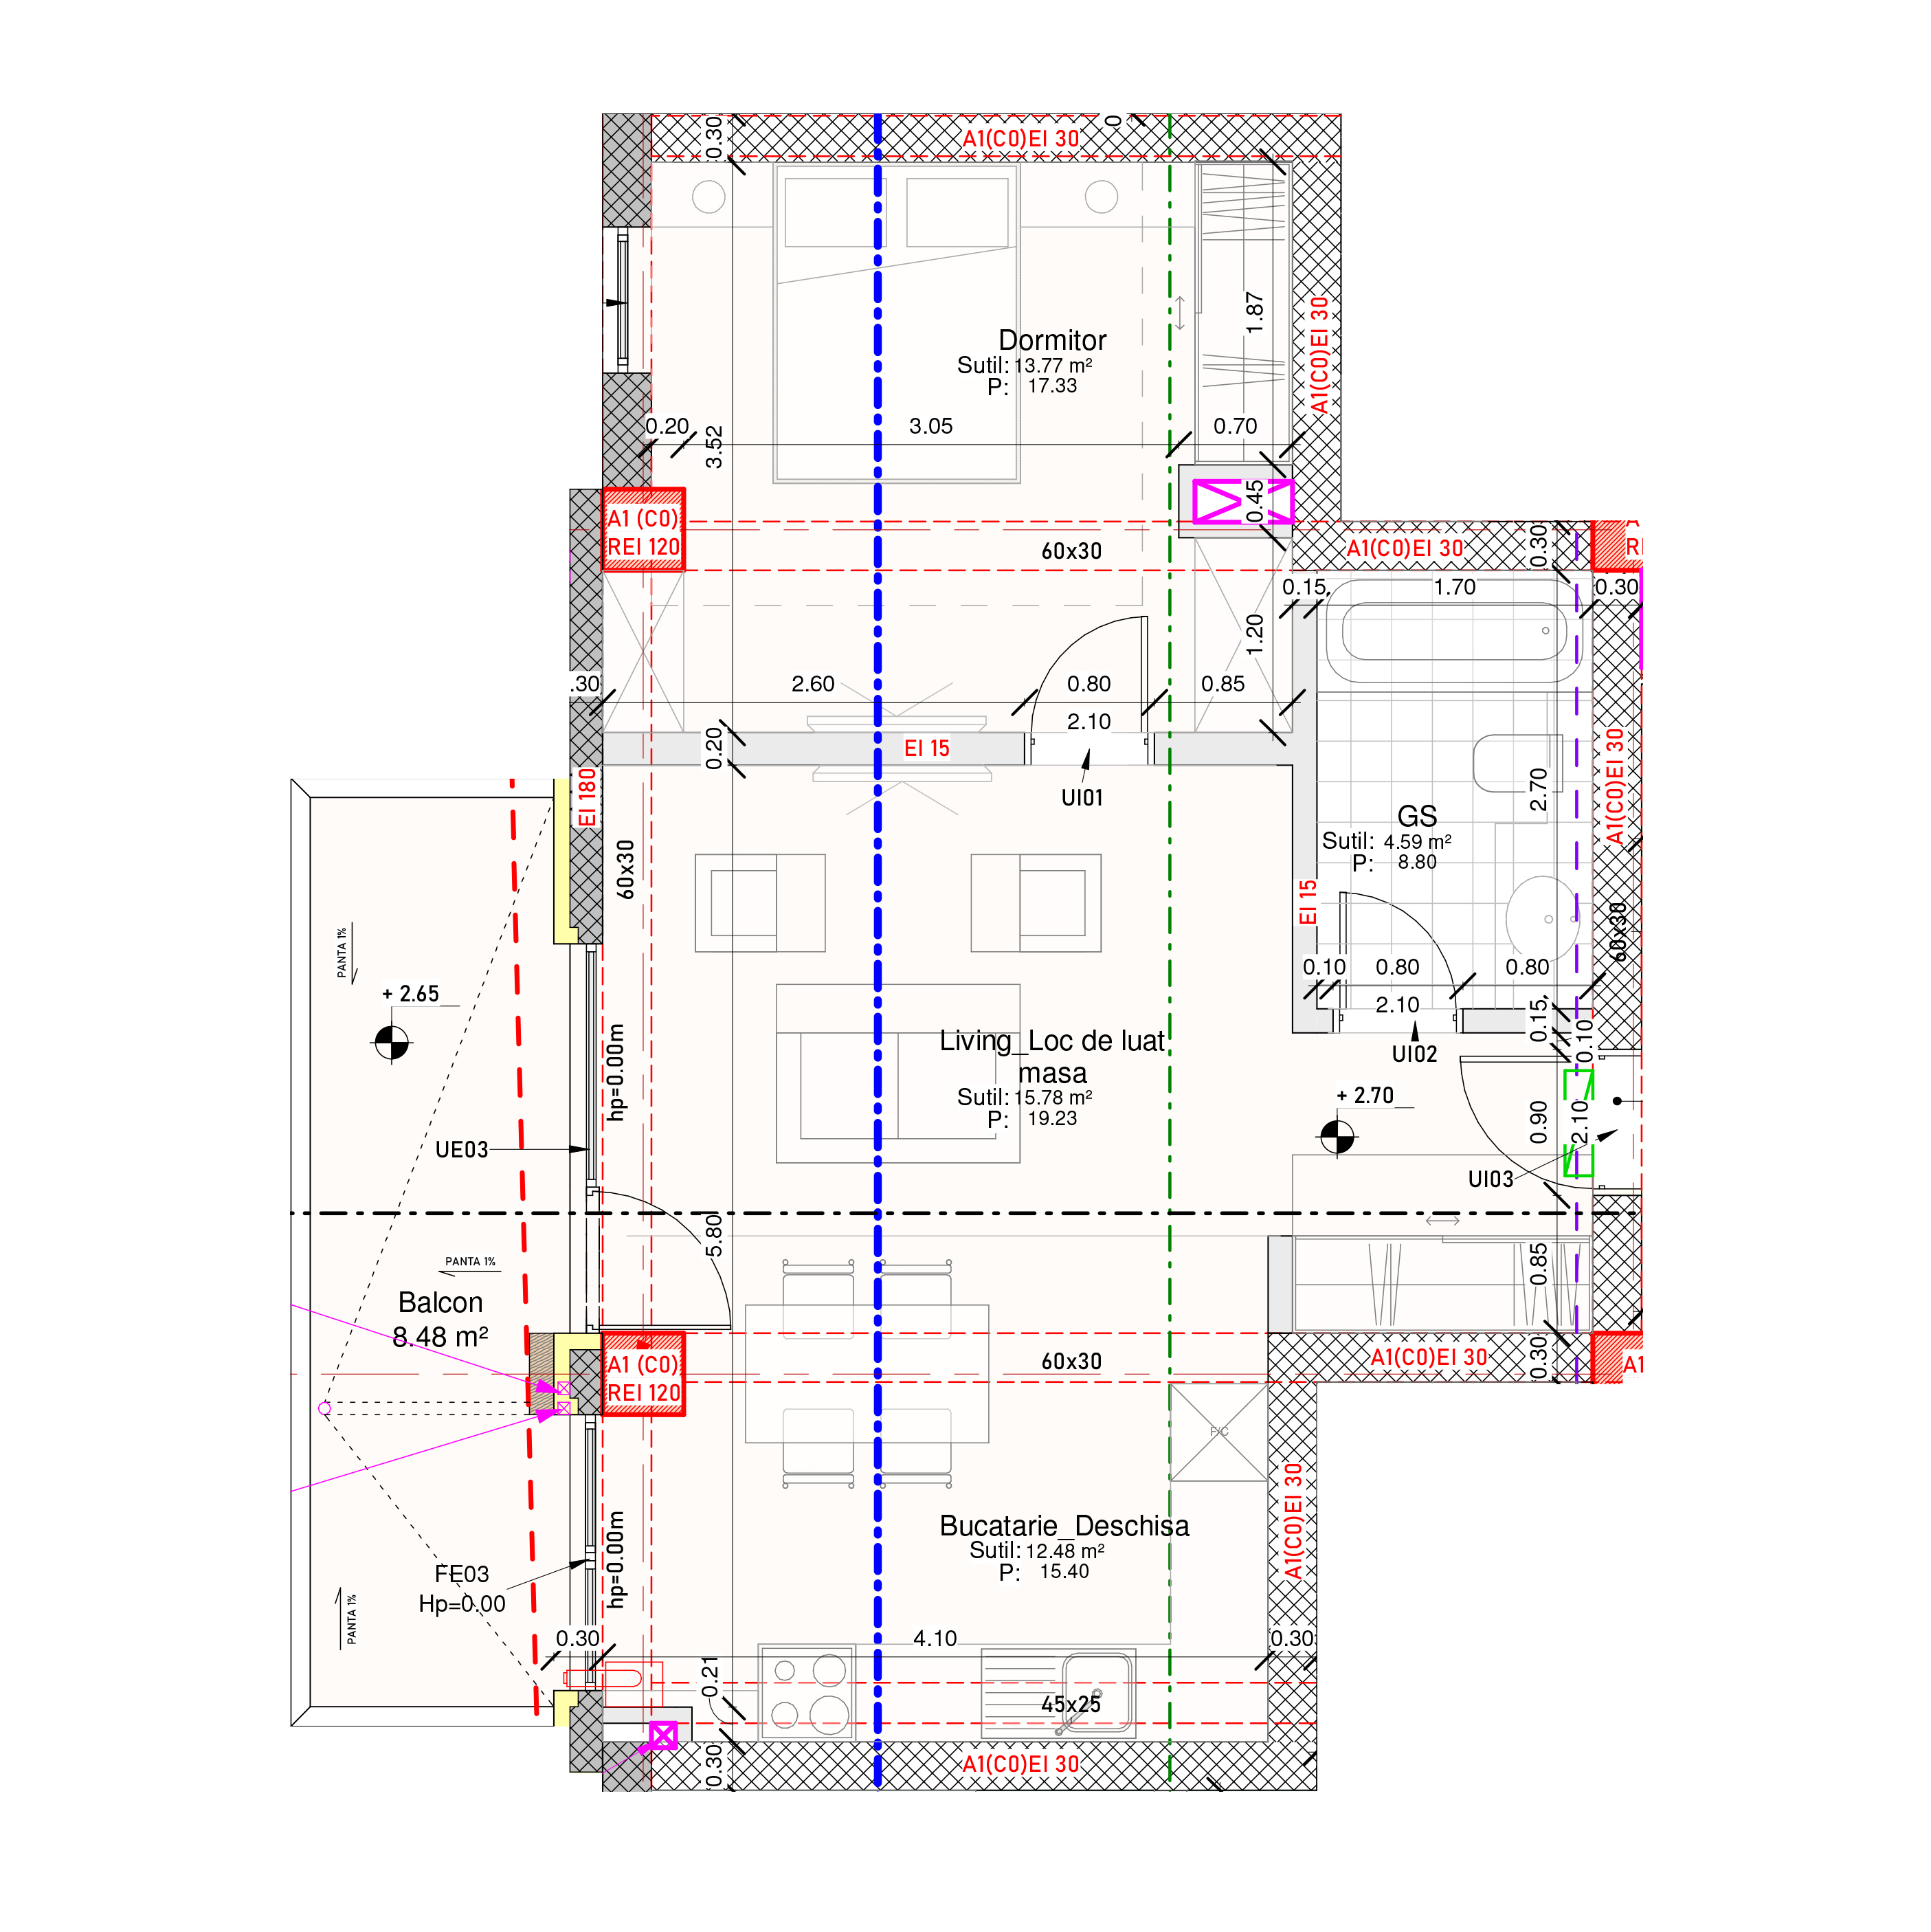 0.30
A1(C0)EI 30
0
1.87
A1(C0)EI 30
Dormitor
Sutil: 13.77 m²
P: 17.33
0.20
3.52
3.05
0.70
0.45
A1 (C0)
REI 120
60x30
A1(C0)EI 30
0.30
0.15
1.70
0.30
1.20
.30
2.60
0.80
0.85
2.10
0.20
EI 15
UI01
EI 180
60x30
2.70
A1(C0)EI 30
GS
Sutil: 4.59 m²
P: 8.80
EI 15
60x30
PANTA 1%
0.10
0.80
0.80
2.10
+ 2.65
hp=0.00m
Living_Loc de luat
masa
Sutil: 15.78 m²
P: 19.23
UI02
0.15
0.10
+ 2.70
0.90
2.10
UE03
UI03
5.80
PANTA 1%
0.85
Balcon
8.48 m²
A1 (C0)
REI 120
60x30
A1(C0)EI 30
0.30
A1
F/C
A1(C0)EI 30
Bucatarie_Deschisa
Sutil: 12.48 m²
P: 15.40
hp=0.00m
FE03
Hp=0.00
PANTA 1%
0.30
4.10
0.30
0.21
45x25
0.30
A1(C0)EI 30